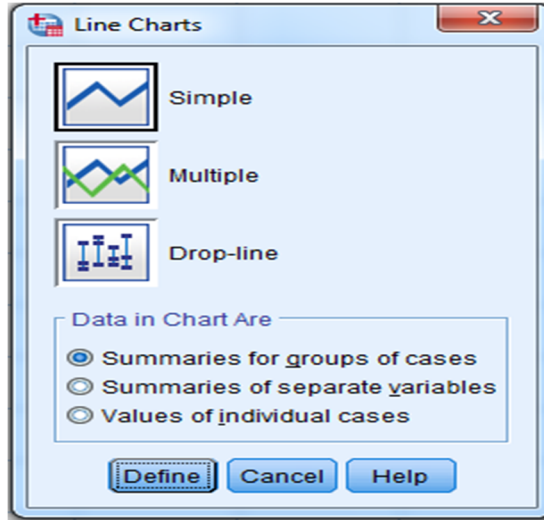 Line Charts
Simple
Multiple
Drop-line
Data in Chart Are
Summaries for groups of cases
Summaries of separate variables
Values of individual cases
Define Cancel Help